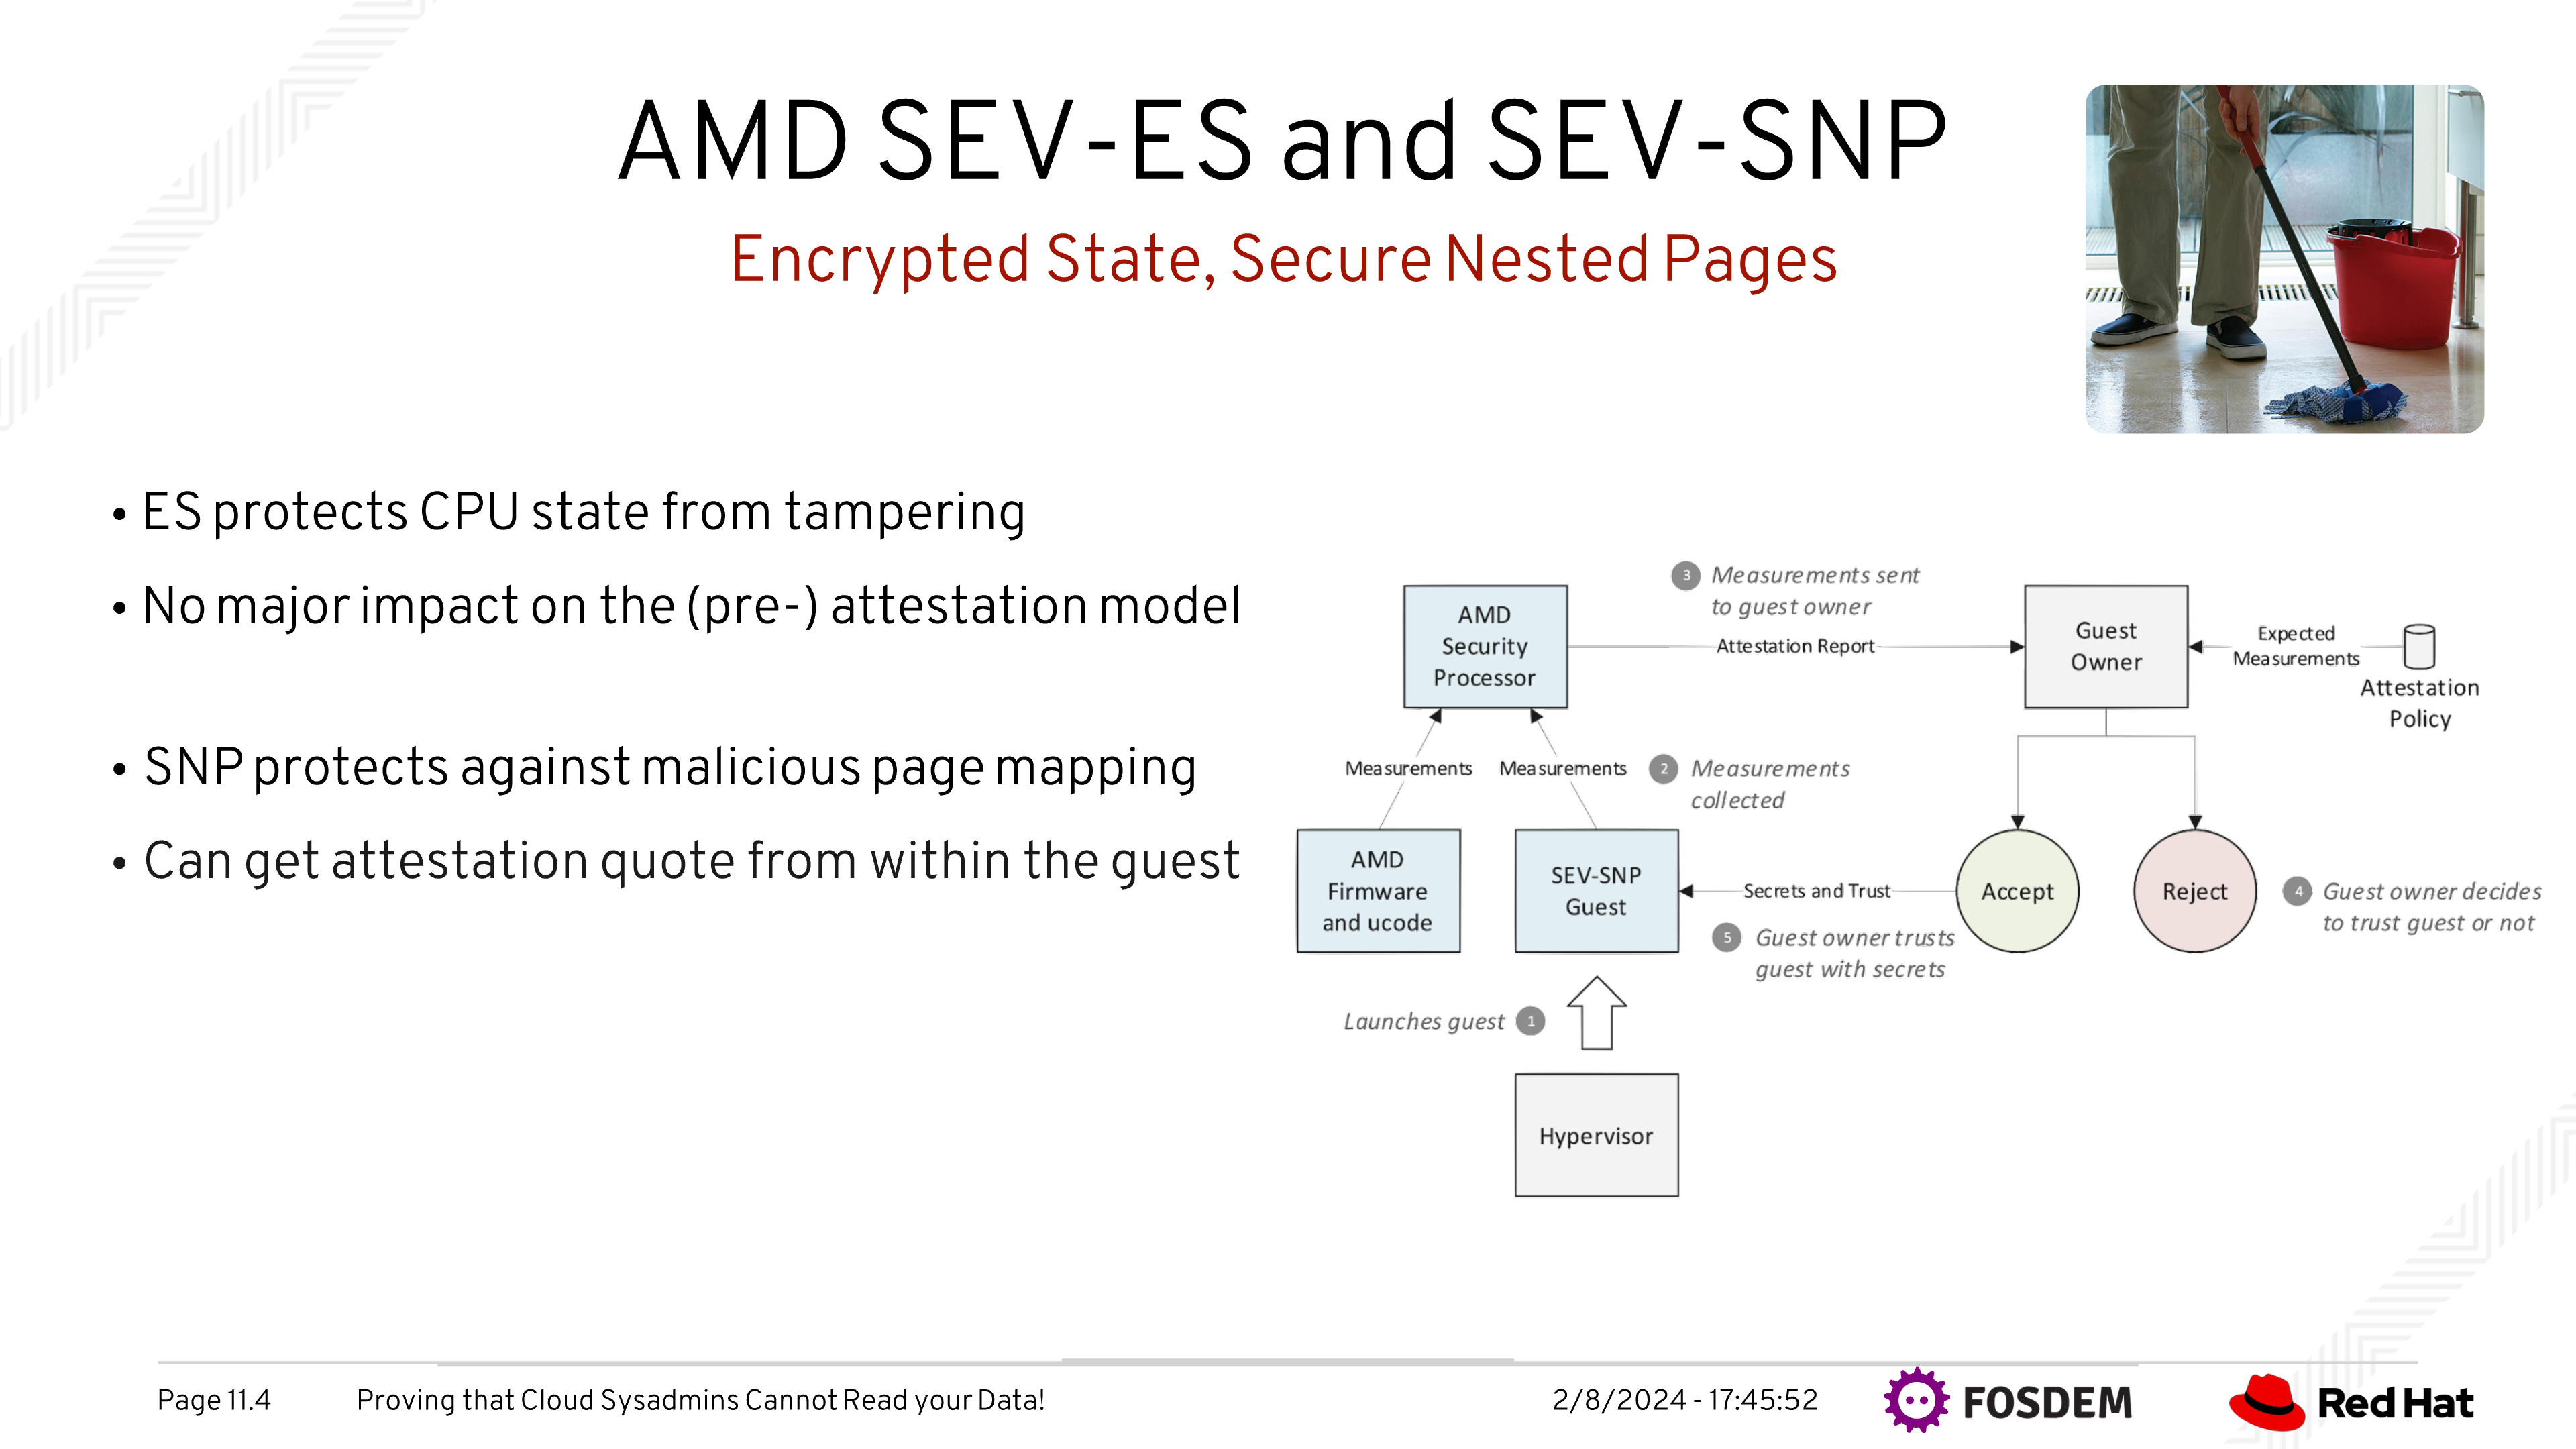 AMD SEV-ES and SEV-SNP
Encrypted State, Secure Nested Pages
• ES protects CPU state from tampering
• No major impact on the (pre-) attestation model
• SNP protects against malicious page mapping
• Can get attestation quote from within the guest
AMD
Security
Processor
3 Measurements sent
to guest owner
Attestation Report
Guest
Owner
Expected
Measurements
Attestation
Policy
Measurements
Measurements
2 Measurements
collected
AMD
Firmware
and ucode
SEV-SNP
Guest
Secrets and Trust
Accept
Reject
4 Guest owner decides
to trust guest or not
5 Guest owner trusts
guest with secrets
Launches guest 1
Hypervisor
Page 11.4
Proving that Cloud Sysadmins Cannot Read your Data!
2/8/2024 - 17:45:52
FOSDEM
Red Hat